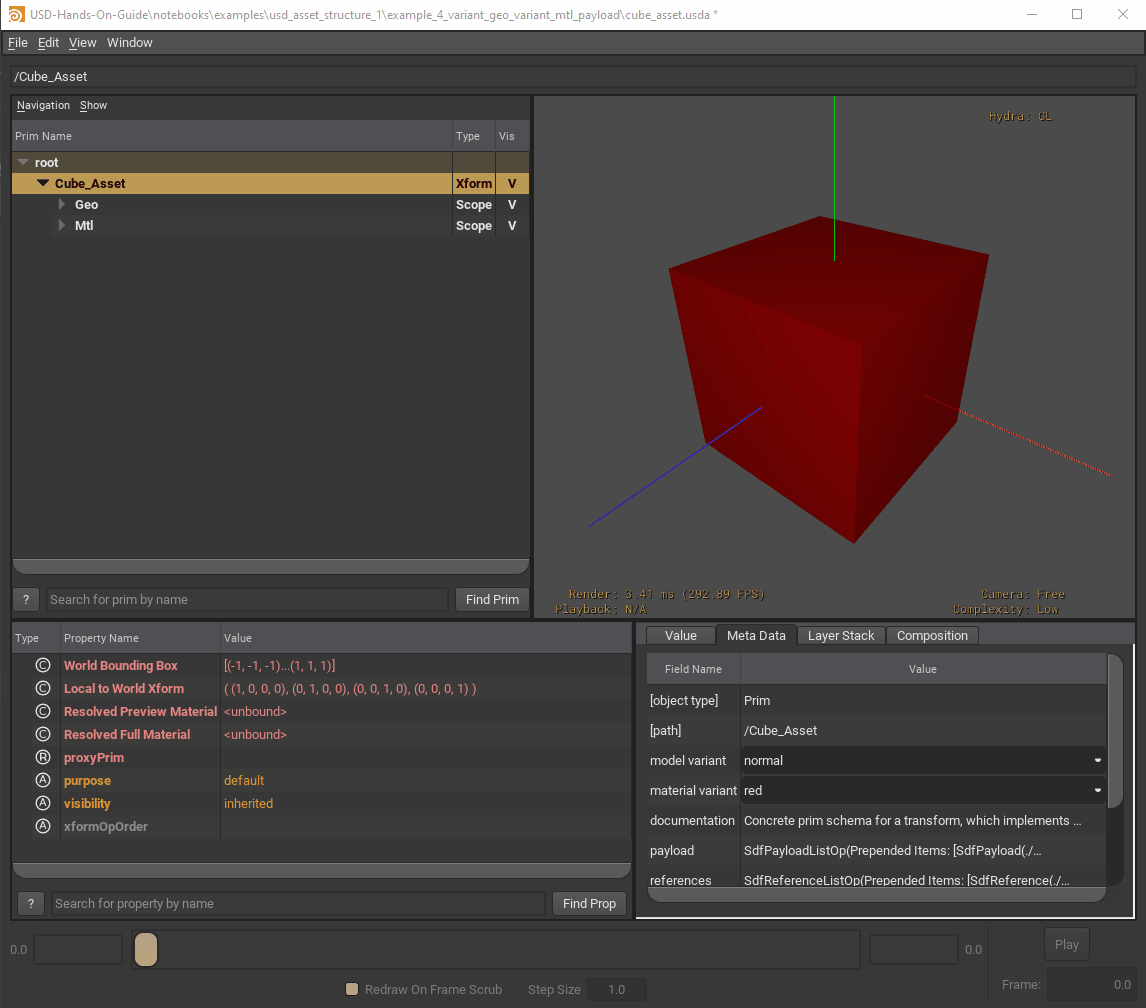 USD-Hands-On-Guide\notebooks\examples\usd_asset_structure_1\example_4_variant_geo_variant_mtl_payload\cube_asset.usda *
File Edit View Window
/Cube_Asset
Navigation Show
Prim Name Type Vis
root
Cube_Asset Xform V
Geo Scope V
Mtl Scope V
? Search for prim by name Find Prim
Hydra: GL
Render: 3.41 ms (292.89 FPS)
Playback: N/A
Camera: Free
Complexity: Low
Type Property Name Value
C World Bounding Box [(-1, -1, -1)...(1, 1, 1)]
C Local to World Xform ( (1, 0, 0, 0), (0, 1, 0, 0), (0, 0, 1, 0), (0, 0, 0, 1) )
C Resolved Preview Material <unbound>
C Resolved Full Material <unbound>
R proxyPrim
A purpose default
A visibility inherited
A xformOpOrder
? Search for property by name Find Prop
Value Meta Data Layer Stack Composition
Field Name Value
[object type] Prim
[path] /Cube_Asset
model variant normal
material variant red
documentation Concrete prim schema for a transform, which implements ...
payload SdfPayloadListOp(Prepended Items: [SdfPayload(./...
references SdfReferenceListOp(Prepended Items: [SdfReference(./...
0.0 0.0 Play
Redraw On Frame Scrub Step Size 1.0 Frame: 0.0